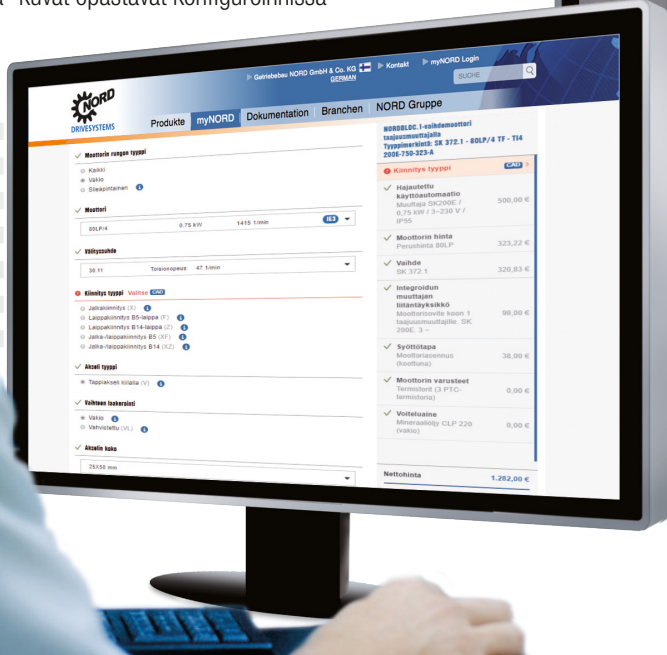 Kuvat opastavat konfiguroinnissa
Getriebebau NORD GmbH & Co. KG
GERMAN
Kontakt
myNORD Login
SUCHE
NORD
DRIVESYSTEMS
Produkte
myNORD
Dokumentation
Branchen
NORD Gruppe
Moottorin rungon tyyppi
Kaikki
Vakio
Sileäpintainen
Moottori
80LP/4 0.75 kW 1415 1/min IE3
Välityssuhde
30.11 Toisionopeus 47 1/min
Kiinnitys tyyppi Valitse CAD
Jalkakiinnitys (X)
Laippakiinnitys B5-laippa (F)
Laippakiinnitys B14-laippa (Z)
Jalka-/laippakiinnitys B5 (XF)
Jalka-/laippakiinnitys B14 (XZ)
Akseli tyyppi
Tappiakseli kiilalla (V)
Vaihteen laakerointi
Vakio
Vahvistettu (VL)
Akselin koko
25X50 mm
NORDBLOC.1-vaihdemoottori
taajuusmuuttajalla
Tyyppimerkintä: SK 372.1 - 80LP/4 TF - TI4
200E-750-323-A
Kiinnitys tyyppi CAD
Hajautettu
käyttöautomaatio
Muuttaja SK200E /
0,75 kW / 3~230 V /
IP55
500,00 €
Moottorin hinta
Perushinta 80LP
323,22 €
Vaihde
SK 372.1
320,83 €
Integroidun
muuttajan
liitäntäyksikkö
Moottorisovite koon 1
taajuusmuuttajille. SK
200E. 3 ~
99,00 €
Syöttötapa
Moottoriasennus
(koottuna)
38,00 €
Moottorin varusteet
Termistorit (3 PTC-
termistoria)
0,00 €
Voiteluaine
Mineraaliöljy CLP 220
(vakio)
0,00 €
Nettohinta 1.282,00 €